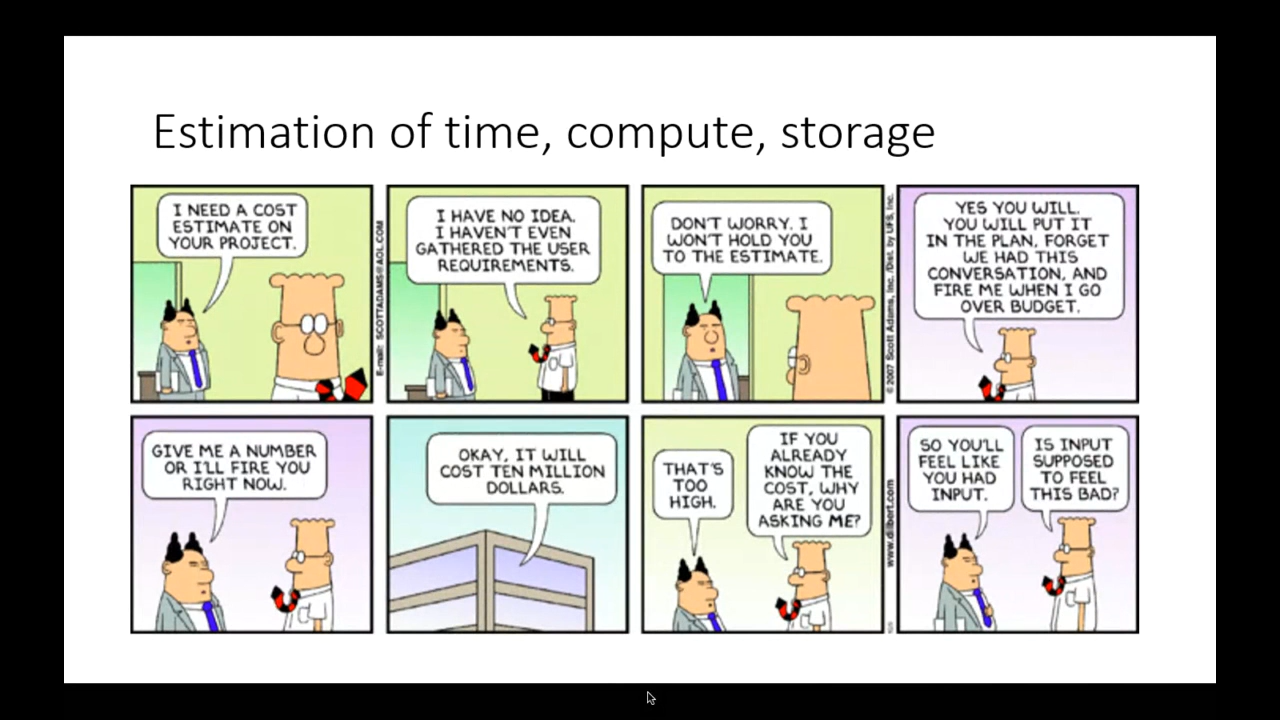 Estimation of time, compute, storage
I NEED A COST
ESTIMATE ON
YOUR PROJECT.
E-mail: SCOTTADAMS@AOL.COM
I HAVE NO IDEA.
I HAVEN'T EVEN
GATHERED THE USER
REQUIREMENTS.
DON'T WORRY. I
WON'T HOLD YOU
TO THE ESTIMATE.
© 2007 Scott Adams, Inc. /Dist. by UFS, Inc.
YES YOU WILL.
YOU WILL PUT IT
IN THE PLAN, FORGET
WE HAD THIS
CONVERSATION, AND
FIRE ME WHEN I GO
OVER BUDGET.
GIVE ME A NUMBER
OR I'LL FIRE YOU
RIGHT NOW.
OKAY, IT WILL
COST TEN MILLION
DOLLARS.
THAT'S
TOO
HIGH.
IF YOU
ALREADY
KNOW THE
COST, WHY
ARE YOU
ASKING ME?
www.dilbert.com
SO YOU'LL
FEEL LIKE
YOU HAD
INPUT.
IS INPUT
SUPPOSED
TO FEEL
THIS BAD?